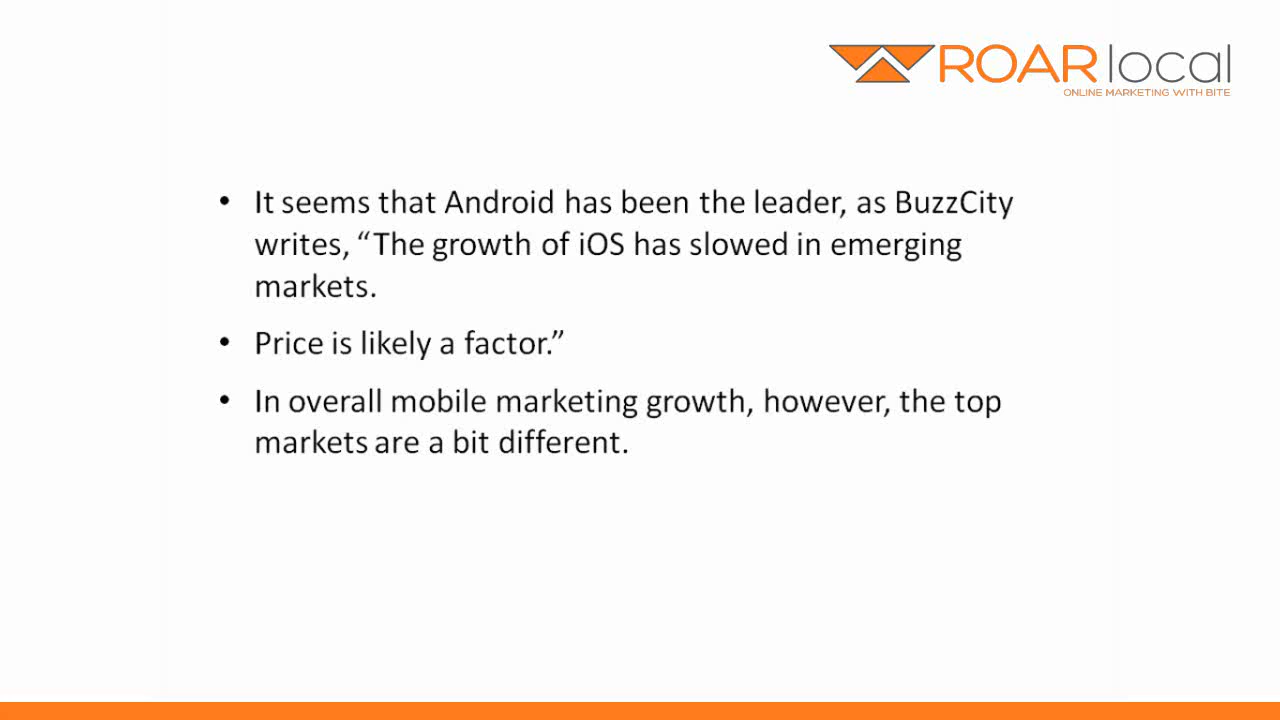 ROAR local
ONLINE MARKETING WITH BITE
• It seems that Android has been the leader, as BuzzCity
writes, “The growth of iOS has slowed in emerging
markets.
• Price is likely a factor.”
• In overall mobile marketing growth, however, the top
markets are a bit different.